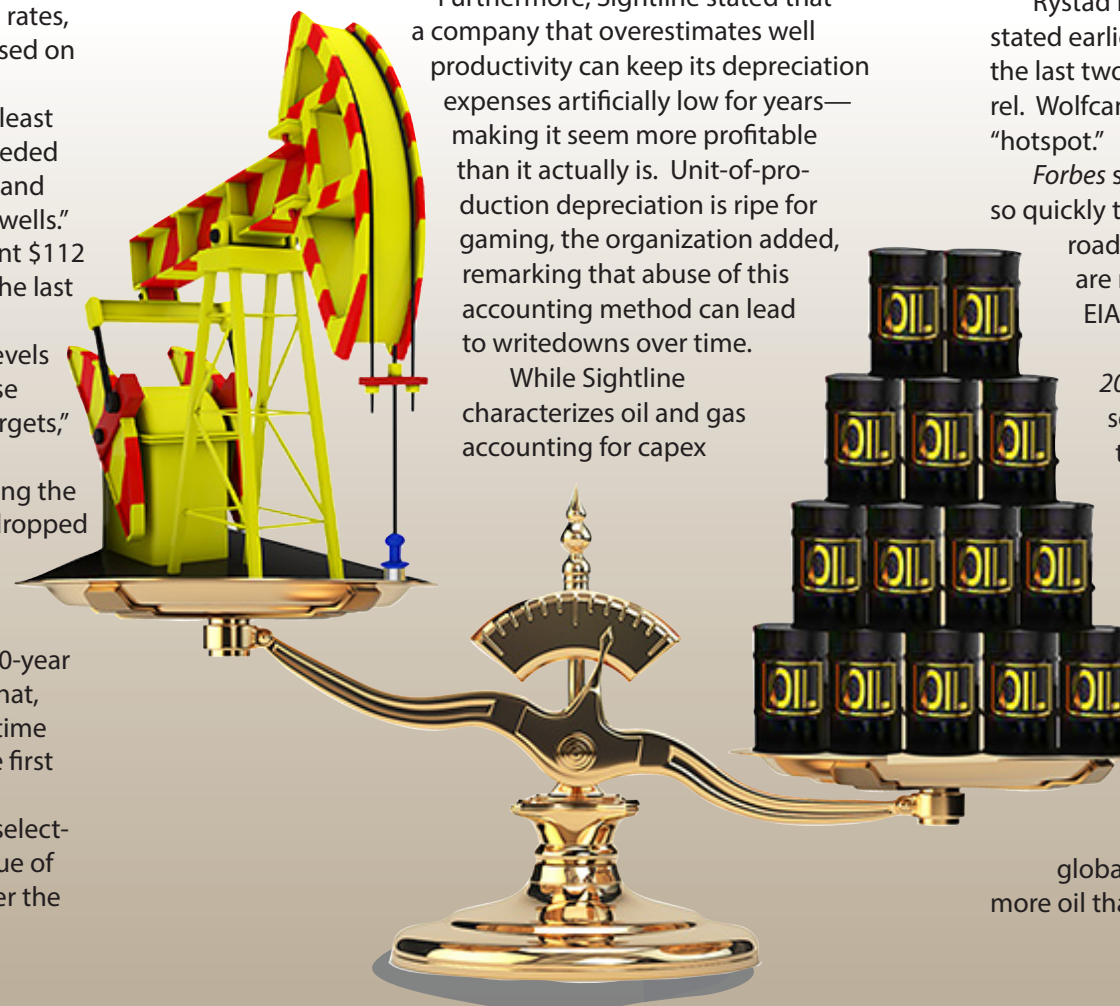 rates,
sed on
least
eded
and
wells."
nt $112
he last
evels
se
rgets,"
ng the
dropped
0-year
hat,
time
e first
select-
ue of
er the
Furthermore, Sightline stated that
a company that overestimates well
productivity can keep its depreciation
expenses artificially low for years—
making it seem more profitable
than it actually is. Unit-of-pro-
duction depreciation is ripe for
gaming, the organization added,
remarking that abuse of this
accounting method can lead
to writedowns over time.
While Sightline
characterizes oil and gas
accounting for capex
Rystad
stated earlie
the last two
rel. Wolfcam
"hotspot."
Forbes s
so quickly t
road
are
EIA
20
s
t
globa
more oil tha
OIL OIL
OIL OIL OIL
OIL OIL OIL OIL
OIL OIL OIL OIL OIL